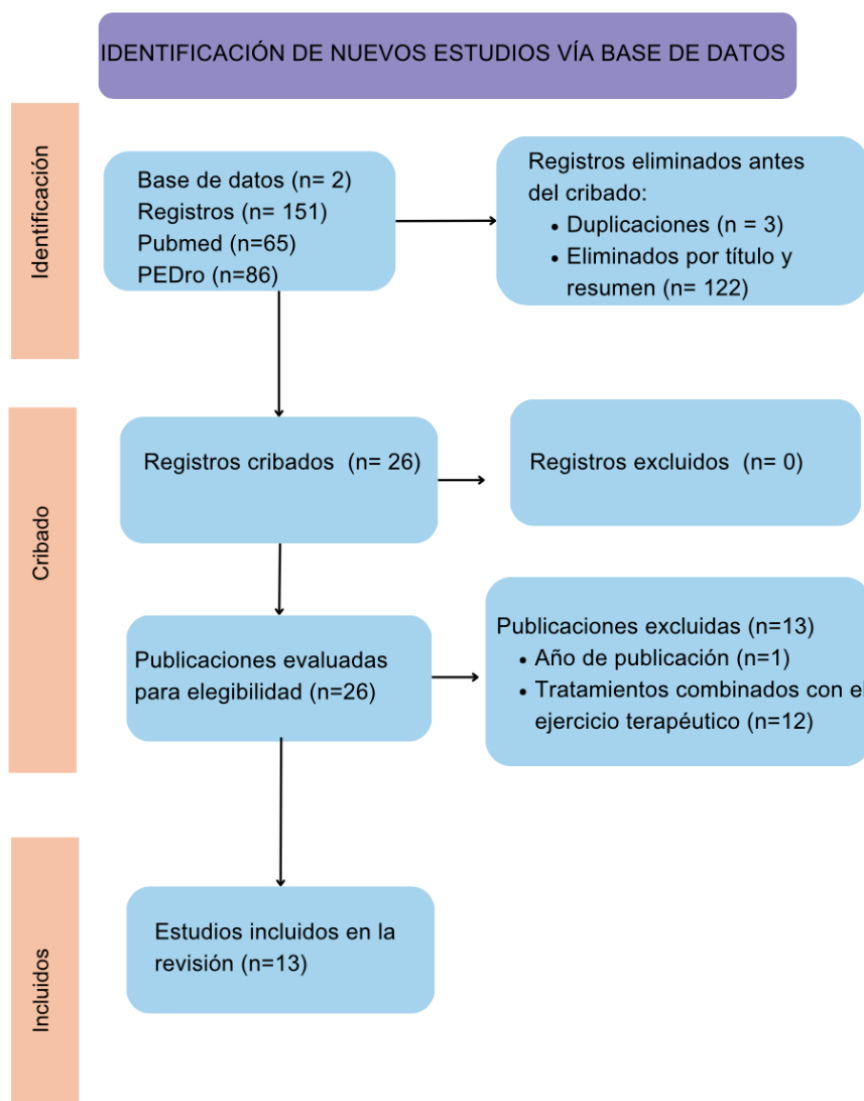 IDENTIFICACIÓN DE NUEVOS ESTUDIOS VÍA BASE DE DATOS
Identificación
Base de datos (n= 2)
Registros (n= 151)
Pubmed (n=65)
PEDro (n=86)
Registros eliminados antes
del cribado:
• Duplicaciones (n = 3)
• Eliminados por título y
resumen (n= 122)
Cribado
Registros cribados (n= 26)
Registros excluidos (n= 0)
Publicaciones evaluadas
para elegibilidad (n=26)
Publicaciones excluidas (n=13)
• Año de publicación (n=1)
• Tratamientos combinados con el
ejercicio terapéutico (n=12)
Incluidos
Estudios incluidos en la
revisión (n=13)